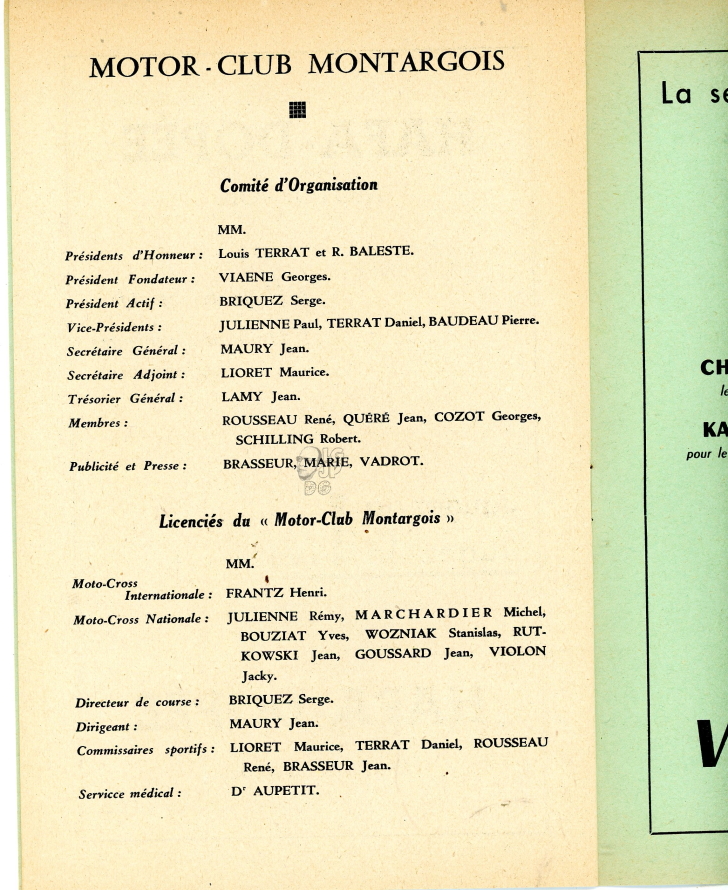 MOTOR-CLUB MONTARGOIS
Comité d'Organisation
MM.
Présidents d'Honneur : Louis TERRAT et R. BALESTE.
Président Fondateur : VIAENE Georges.
Président Actif : BRIQUEZ Serge.
Vice-Présidents : JULIENNE Paul, TERRAT Daniel, BAUDEAU Pierre.
Secrétaire Général : MAURY Jean.
Secrétaire Adjoint : LIORET Maurice.
Trésorier Général : LAMY Jean.
Membres : ROUSSEAU René, QUÉRÉ Jean, COZOT Georges,
SCHILLING Robert.
Publicité et Presse : BRASSEUR, MARIE, VADROT.
Licenciés du « Motor-Club Montargois »
MM.
Moto-Cross
Internationale : FRANTZ Henri.
Moto-Cross Nationale : JULIENNE Rémy, MARCHARDIER Michel,
BOUZIAT Yves, WOZNIAK Stanislas, RUT-
KOWSKI Jean, GOUSSARD Jean, VIOLON
Jacky.
Directeur de course : BRIQUEZ Serge.
Dirigeant : MAURY Jean.
Commissaires sportifs : LIORET Maurice, TERRAT Daniel, ROUSSEAU
René, BRASSEUR Jean.
Servicce médical : Dr AUPETIT.
La se
CH
le
KA
pour le